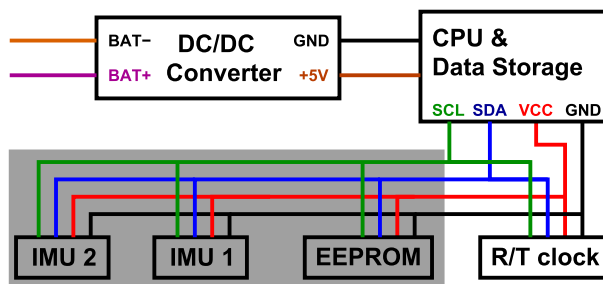 BAT− DC/DC GND
BAT+ Converter +5V
CPU &
Data Storage
SCL SDA VCC GND
IMU 2 IMU 1 EEPROM R/T clock